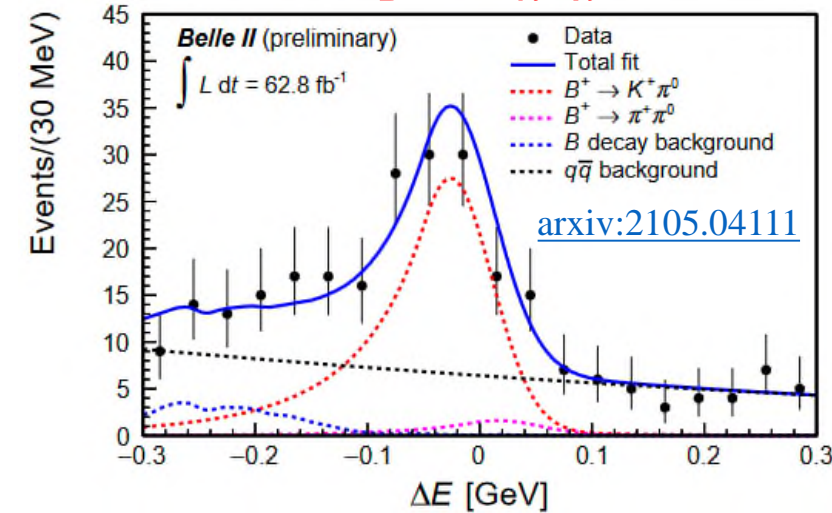 Belle II (preliminary)
∫ L dt = 62.8 fb⁻¹
Data
Total fit
B⁺ → K⁺π⁰
B⁺ → π⁺π⁰
B decay background
qq̅ background
arxiv:2105.04111
Events/(30 MeV)
45
40
35
30
25
20
15
10
5
0
−0.3 −0.2 −0.1 0 0.1 0.2 0.3
ΔE [GeV]